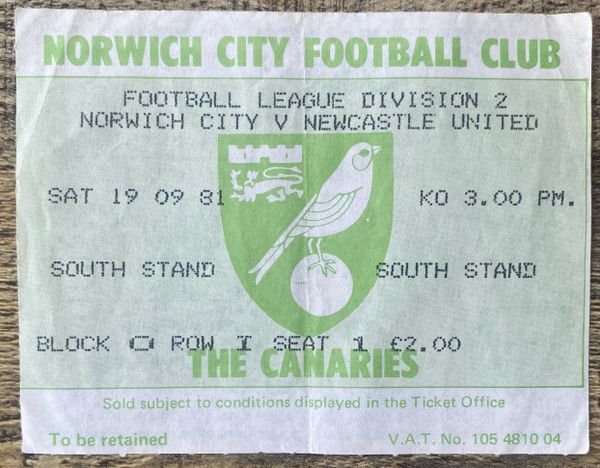 NORWICH CITY FOOTBALL CLUB
FOOTBALL LEAGUE DIVISION 2
NORWICH CITY V NEWCASTLE UNITED
SAT 19 09 81 KO 3.00 PM.
SOUTH STAND SOUTH STAND
BLOCK O ROW I SEAT 1 £2.00
THE CANARIES
Sold subject to conditions displayed in the Ticket Office
To be retained V.A.T. No. 105 4810 04